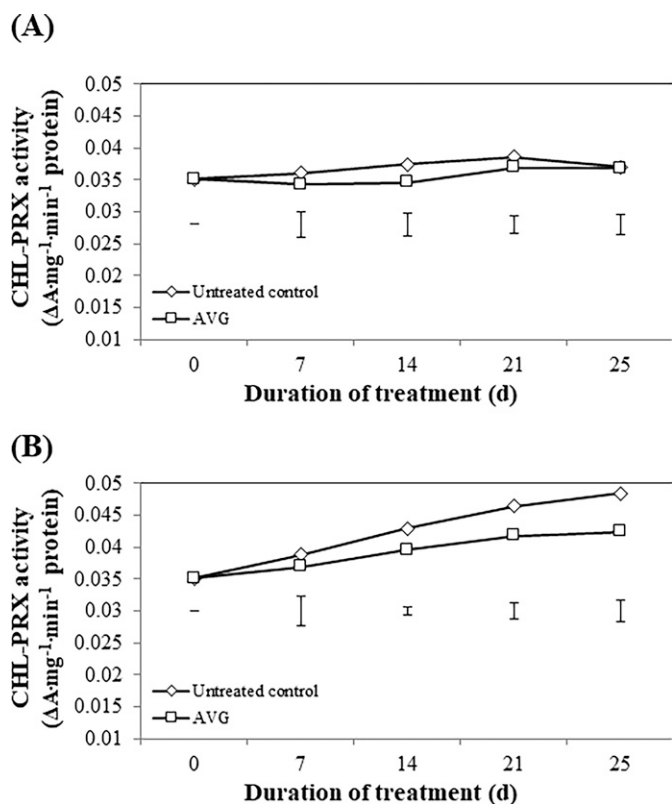 (A)
CHL-PRX activity
(ΔA·mg⁻¹·min⁻¹ protein)
0.05
0.045
0.04
0.035
0.03
0.025
0.02
0.015
0.01
Untreated control
AVG
0 7 14 21 25
Duration of treatment (d)
(B)
CHL-PRX activity
(ΔA·mg⁻¹·min⁻¹ protein)
0.05
0.045
0.04
0.035
0.03
0.025
0.02
0.015
0.01
Untreated control
AVG
0 7 14 21 25
Duration of treatment (d)